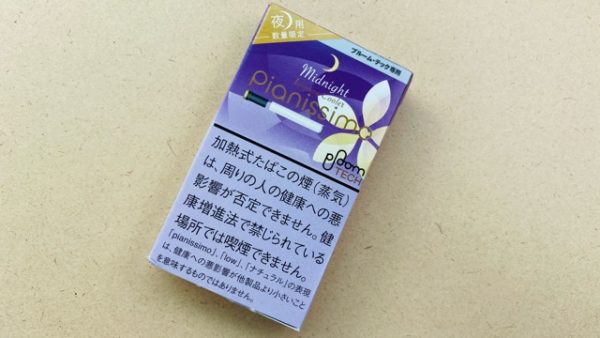 夜用
数量限定
ブルーム・テック専用
Midnight
Cooler
pianissimo
ploom
TECH
加熱式たばこの煙(蒸気)
は、周りの人の健康への悪
影響が否定できません。健
康増進法で禁じられている
場所では喫煙できません。
「pianissimo」、「low」、「ナチュラル」の表現
は、健康への悪影響が他製品より小さいこと
を意味するものではありません。